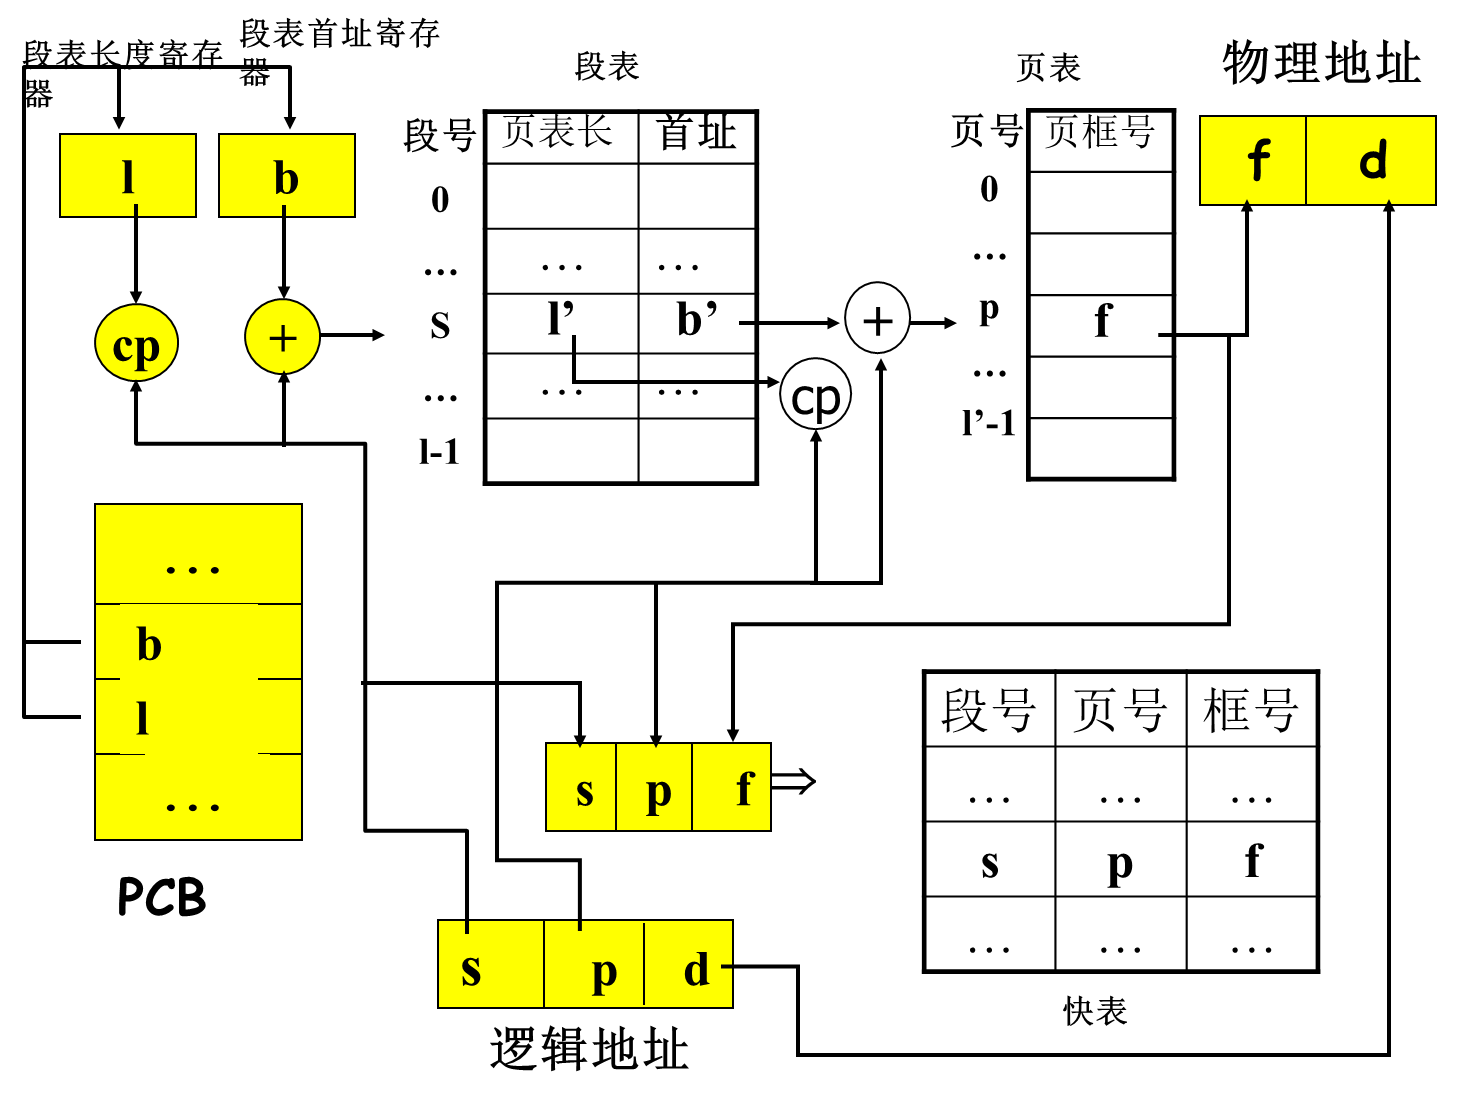 段表长度寄存
器
段表首址寄存
器
l
b
cp
+
...
b
l
...
PCB
段表
段号 页表长 首址
0
... ... ...
S l’ b’
... ... ...
l-1
+
cp
页表
页号 页框号
0
...
p f
...
l’-1
物理地址
f d
s p f
⇒
s p d
逻辑地址
段号 页号 框号
... ... ...
s p f
... ... ...
快表